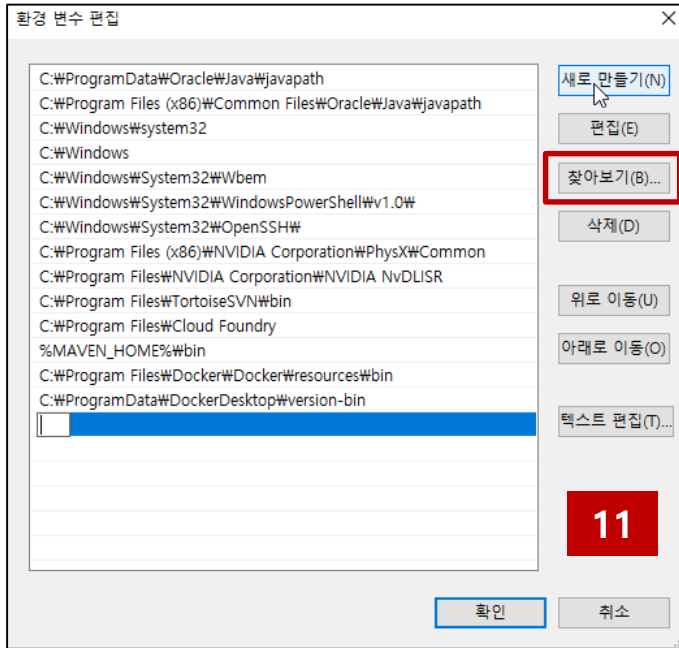 환경 변수 편집
C:₩ProgramData₩Oracle₩Java₩javapath
C:₩Program Files (x86)₩Common Files₩Oracle₩Java₩javapath
C:₩Windows₩system32
C:₩Windows
C:₩Windows₩System32₩Wbem
C:₩Windows₩System32₩WindowsPowerShell₩v1.0₩
C:₩Windows₩System32₩OpenSSH₩
C:₩Program Files (x86)₩NVIDIA Corporation₩PhysX₩Common
C:₩Program Files₩NVIDIA Corporation₩NVIDIA NvDLISR
C:₩Program Files₩TortoiseSVN₩bin
C:₩Program Files₩Cloud Foundry
%MAVEN_HOME%₩bin
C:₩Program Files₩Docker₩Docker₩resources₩bin
C:₩ProgramData₩DockerDesktop₩version-bin
새로 만들기(N)
편집(E)
찾아보기(B)...
삭제(D)
위로 이동(U)
아래로 이동(O)
텍스트 편집(T)...
11
확인
취소